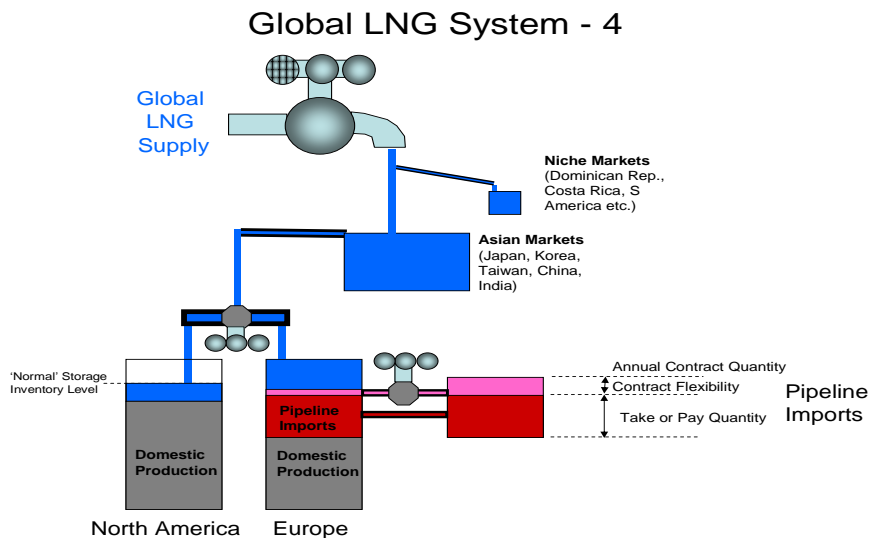 Global LNG System - 4
Global
LNG
Supply
Niche Markets
(Dominican Rep.,
Costa Rica, S
America etc.)
Asian Markets
(Japan, Korea,
Taiwan, China,
India)
‘Normal’ Storage
Inventory Level
Annual Contract Quantity
Contract Flexibility
Take or Pay Quantity
Pipeline
Imports
Pipeline
Imports
Domestic
Production
Domestic
Production
North America
Europe